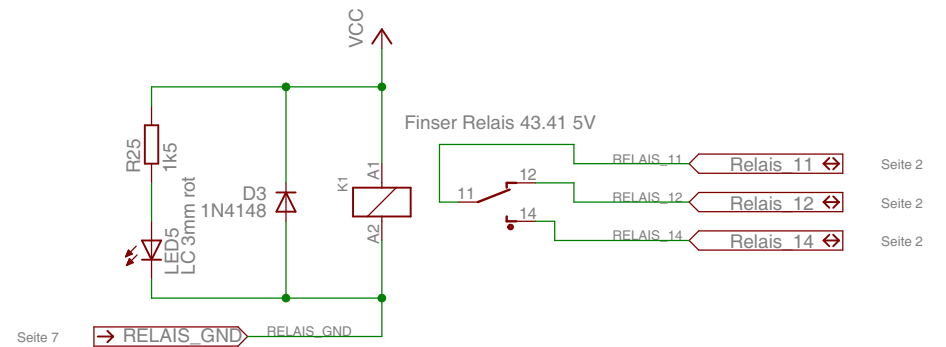 VCC
Finser Relais 43.41 5V
R25
1k5
LED5
LC 3mm rot
D3
1N4148
K1
A1
A2
11
12
14
RELAIS_11
Relais_11
Seite 2
RELAIS_12
Relais_12
Seite 2
RELAIS_14
Relais_14
Seite 2
Seite 7
RELAIS_GND
RELAIS_GND